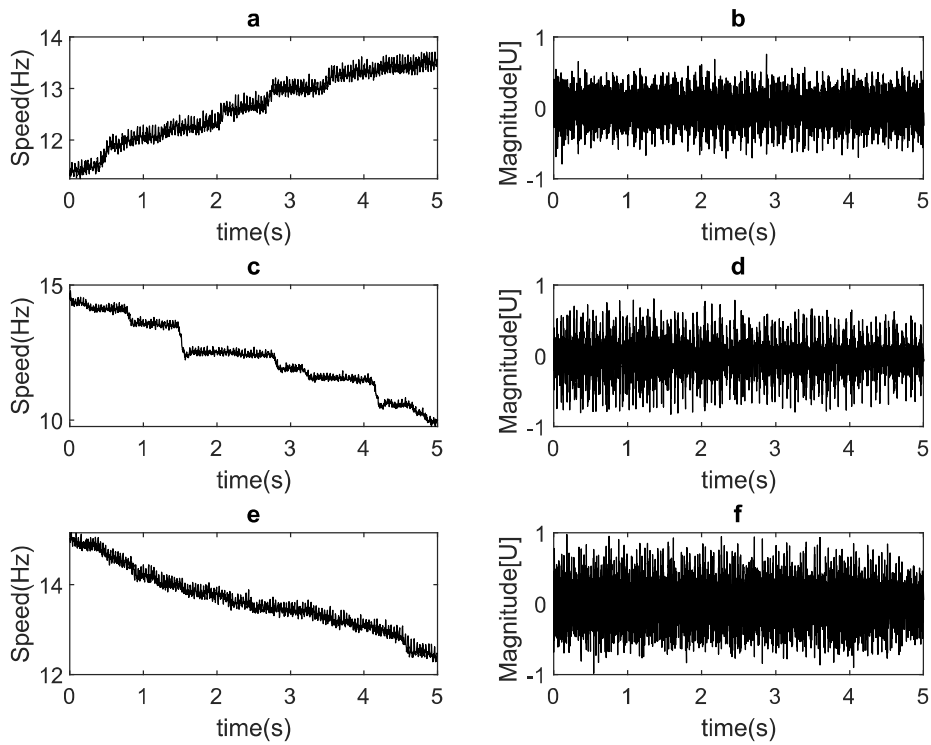 a
Speed(Hz)
14
13
12
0 1 2 3 4 5
time(s)
b
Magnitude[U]
1
0
-1
0 1 2 3 4 5
time(s)
c
Speed(Hz)
15
10
0 1 2 3 4 5
time(s)
d
Magnitude[U]
1
0
-1
0 1 2 3 4 5
time(s)
e
Speed(Hz)
14
12
0 1 2 3 4 5
time(s)
f
Magnitude[U]
1
0
-1
0 1 2 3 4 5
time(s)